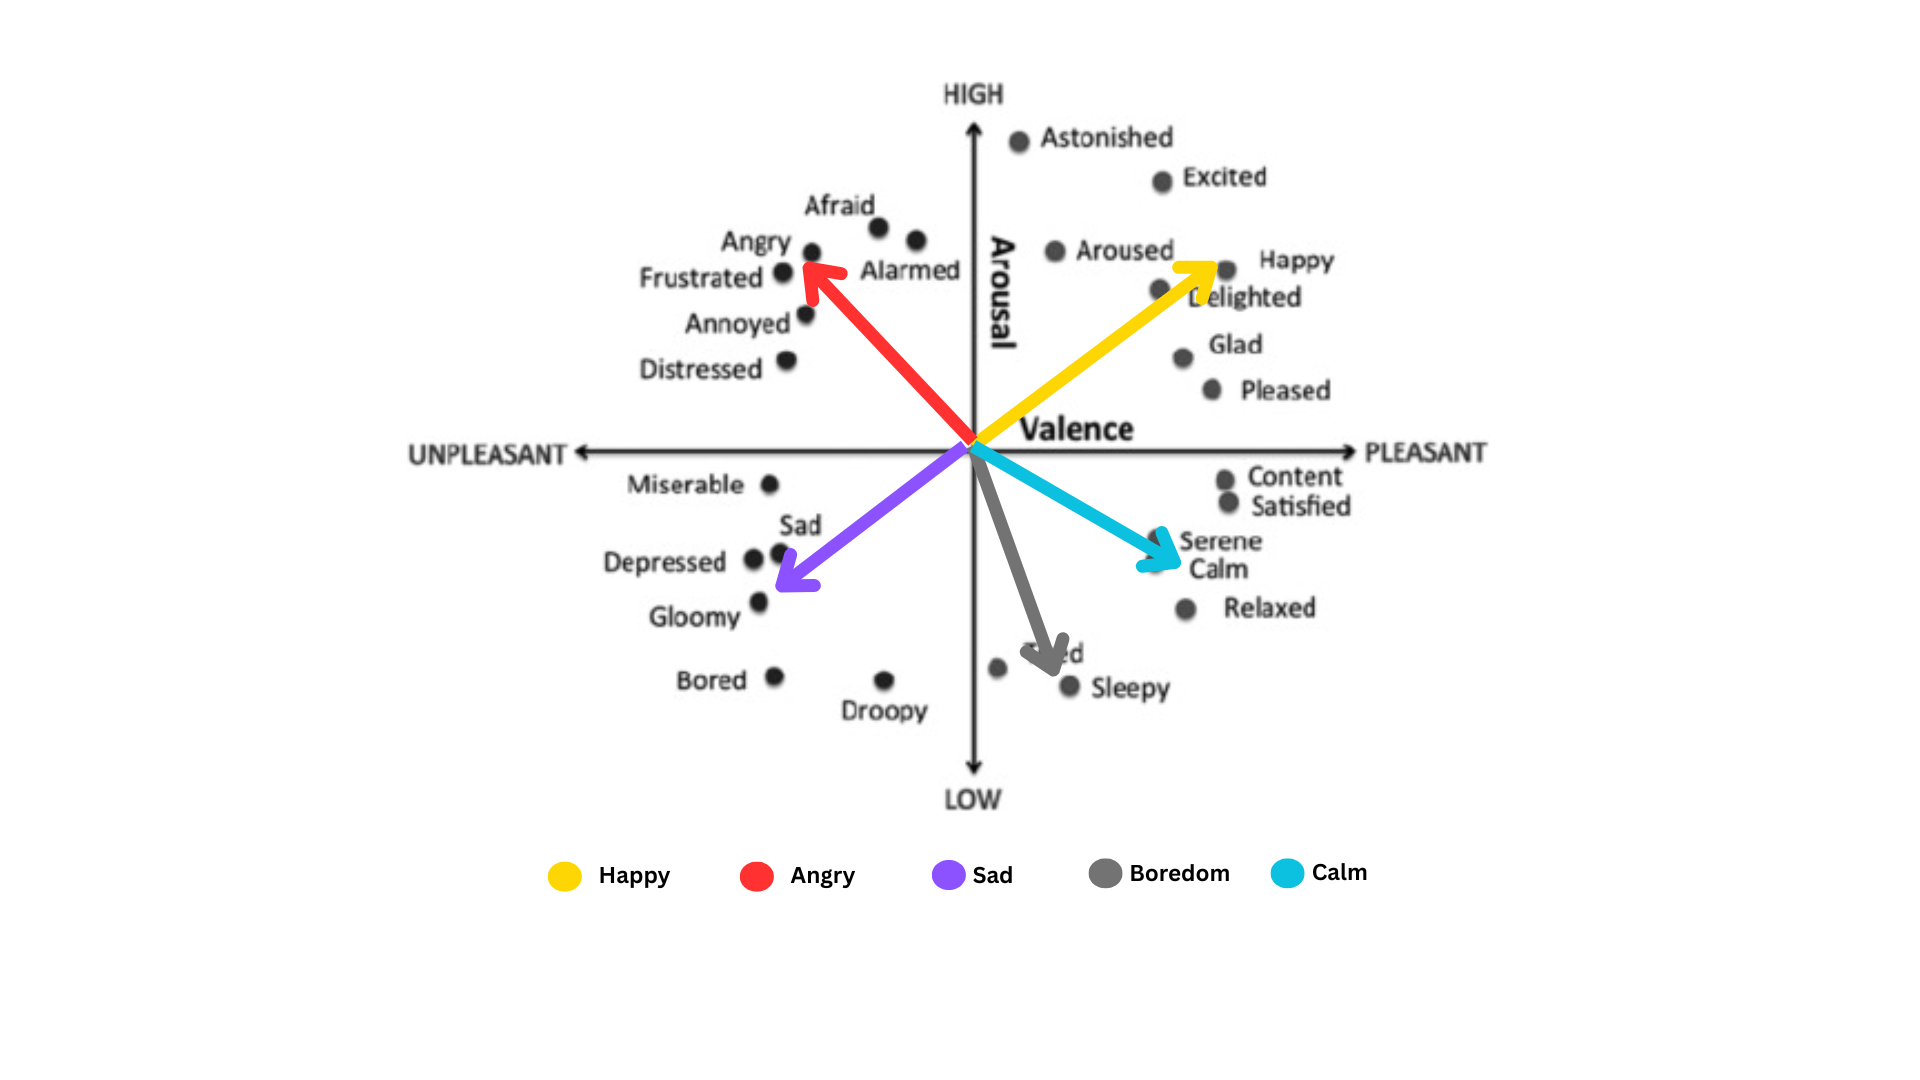 HIGH
Astonished
Excited
Afraid
Angry
Alarmed
Frustrated
Annoyed
Distressed
Arousal
Aroused
Happy
Delighted
Glad
Pleased
Valence
UNPLEASANT
PLEASANT
Miserable
Sad
Depressed
Gloomy
Bored
Droopy
Content
Satisfied
Serene
Calm
Relaxed
Sleepy
LOW
Happy
Angry
Sad
Boredom
Calm